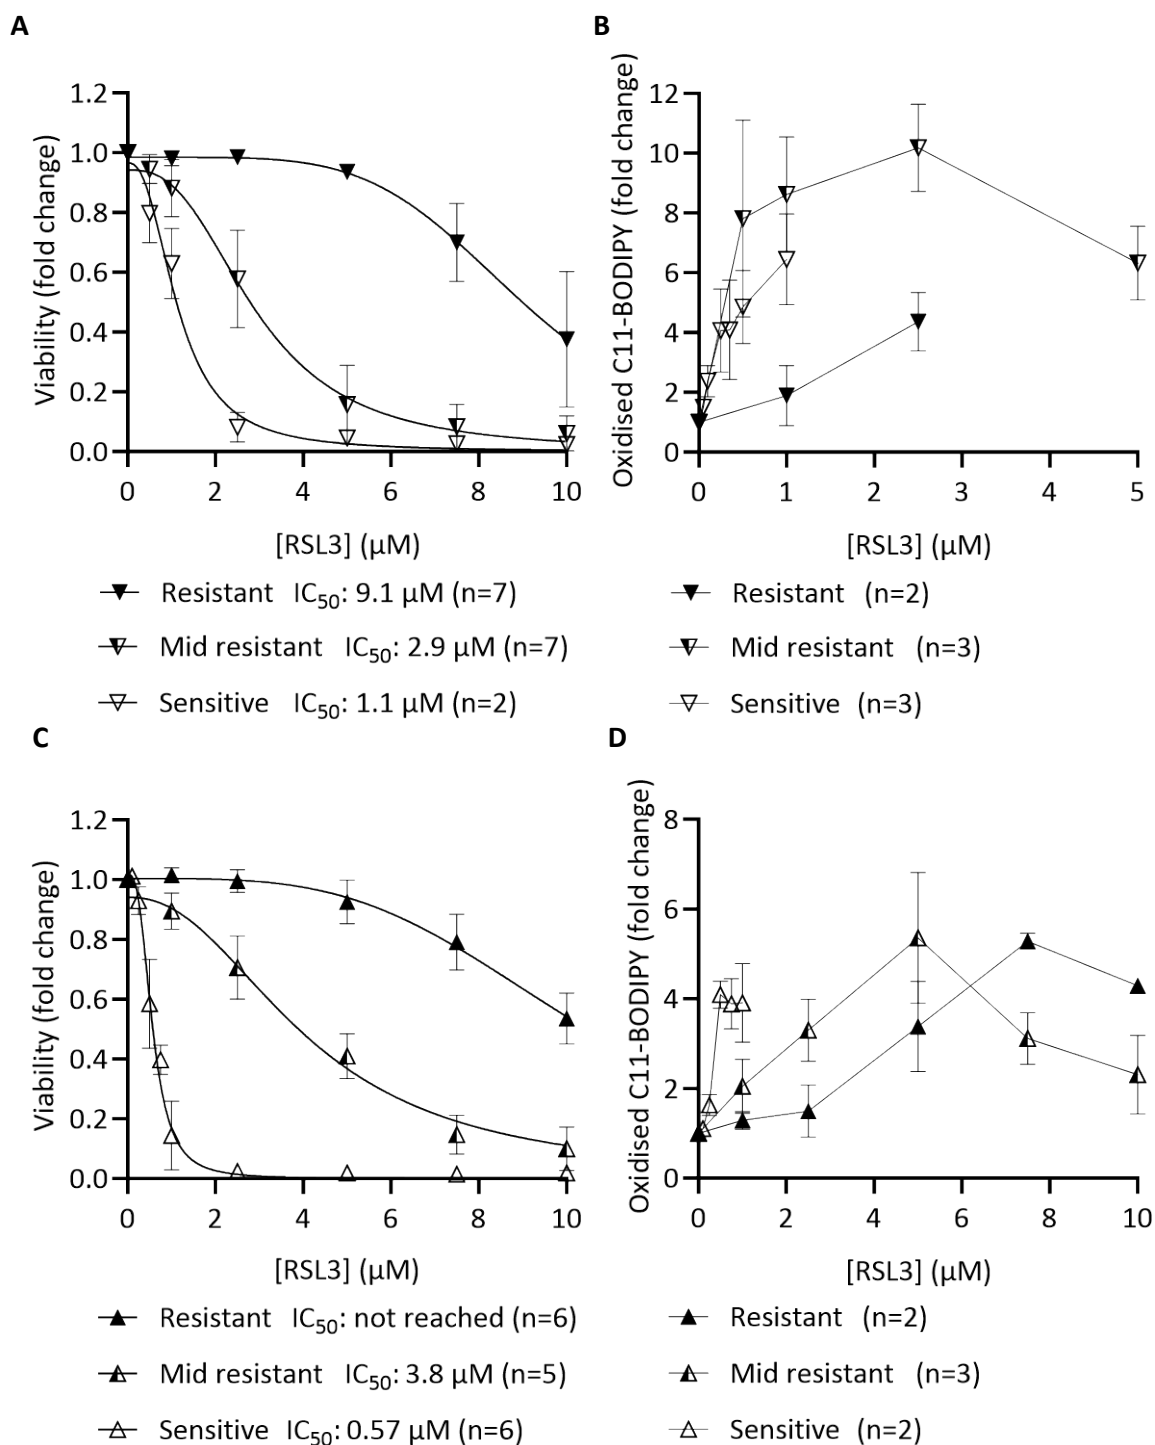 A
Viability (fold change)
1.2
1.0
0.8
0.6
0.4
0.2
0.0
0 2 4 6 8 10
[RSL3] (µM)
Resistant IC50: 9.1 µM (n=7)
Mid resistant IC50: 2.9 µM (n=7)
Sensitive IC50: 1.1 µM (n=2)
B
Oxidised C11-BODIPY (fold change)
12
10
8
6
4
2
0
0 1 2 3 4 5
[RSL3] (µM)
Resistant (n=2)
Mid resistant (n=3)
Sensitive (n=3)
C
Viability (fold change)
1.2
1.0
0.8
0.6
0.4
0.2
0.0
0 2 4 6 8 10
[RSL3] (µM)
Resistant IC50: not reached (n=6)
Mid resistant IC50: 3.8 µM (n=5)
Sensitive IC50: 0.57 µM (n=6)
D
Oxidised C11-BODIPY (fold change)
8
6
4
2
0
0 2 4 6 8 10
[RSL3] (µM)
Resistant (n=2)
Mid resistant (n=3)
Sensitive (n=2)